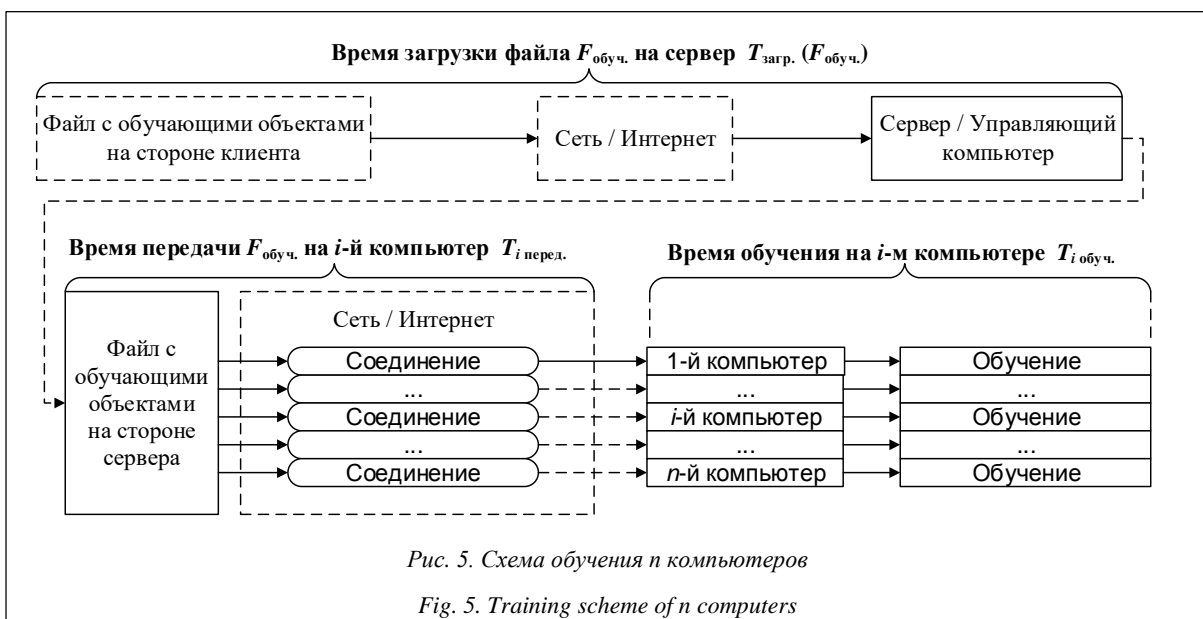 Время загрузки файла Fобуч. на сервер Tзагр. (Fобуч.)
Файл с обучающими объектами
на стороне клиента
Сеть / Интернет
Сервер / Управляющий
компьютер
Время передачи Fобуч. на i-й компьютер Ti перед.
Время обучения на i-м компьютере Ti обуч.
Файл с
обучающими
объектами
на стороне
сервера
Сеть / Интернет
Соединение
...
Соединение
...
Соединение
1-й компьютер
...
i-й компьютер
...
n-й компьютер
Обучение
...
Обучение
...
Обучение
Рис. 5. Схема обучения n компьютеров
Fig. 5. Training scheme of n computers